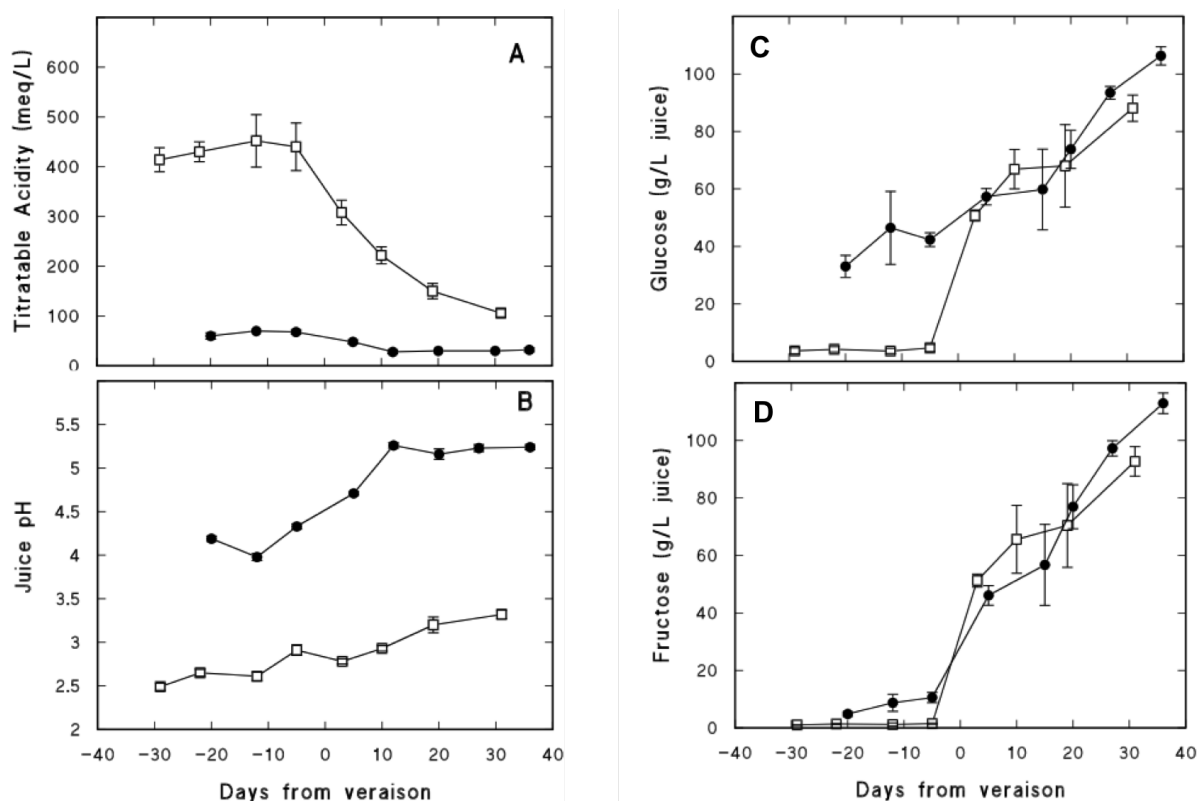 A
Titratable Acidity (meq/L)
600
500
400
300
200
100
0
B
Juice pH
5.5
5
4.5
4
3.5
3
2.5
2
-40 -30 -20 -10 0 10 20 30 40
Days from veraison
C
Glucose (g/L juice)
100
80
60
40
20
0
D
Fructose (g/L juice)
100
80
60
40
20
0
-40 -30 -20 -10 0 10 20 30 40
Days from veraison